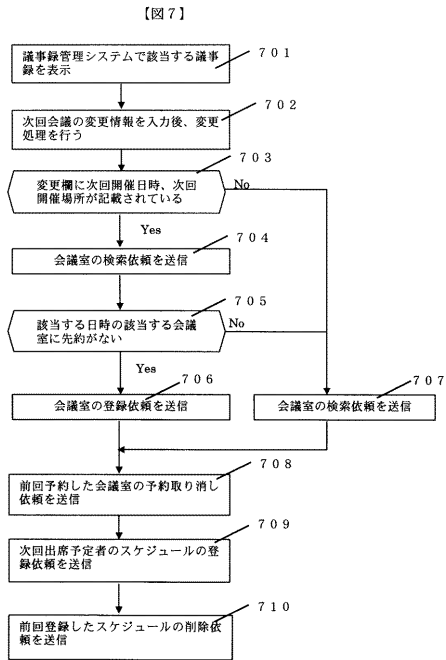 【図７】
７０１
議事録管理システムで該当する議事
録を表示
７０２
次回会議の変更情報を入力後、変更
処理を行う
７０３
変更欄に次回開催日時、次回
開催場所が記載されている
No
Yes
７０４
会議室の検索依頼を送信
７０５
該当する日時の該当する会議
室に先約がない
No
Yes
７０６
会議室の登録依頼を送信
７０７
会議室の検索依頼を送信
７０８
前回予約した会議室の予約取り消し
依頼を送信
７０９
次回出席予定者のスケジュールの登
録依頼を送信
７１０
前回登録したスケジュールの削除依
頼を送信